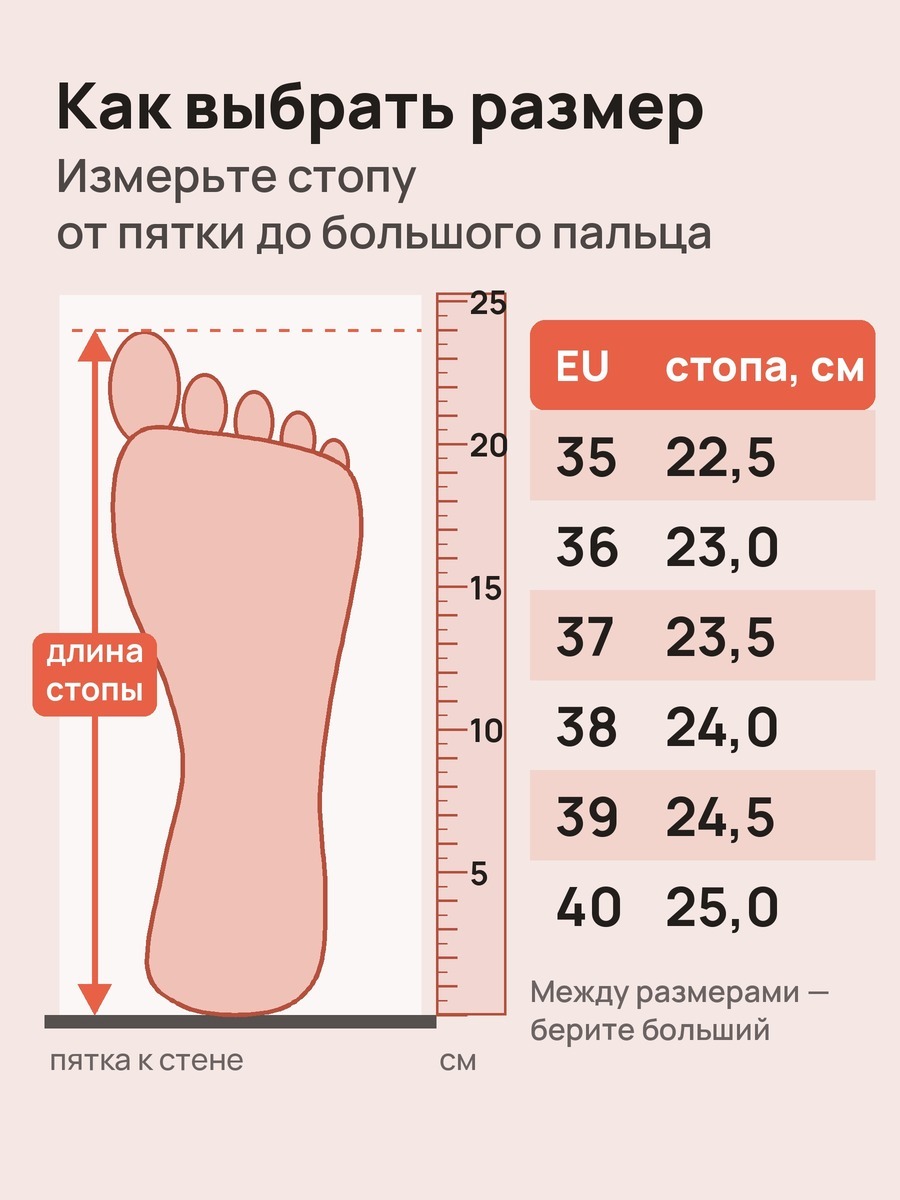 Как выбрать размер
Измерьте стопу
от пятки до большого пальца
длина
стопы
25
20
15
10
5
пятка к стене
см
EU стопа, см
35 22,5
36 23,0
37 23,5
38 24,0
39 24,5
40 25,0
Между размерами —
берите больший